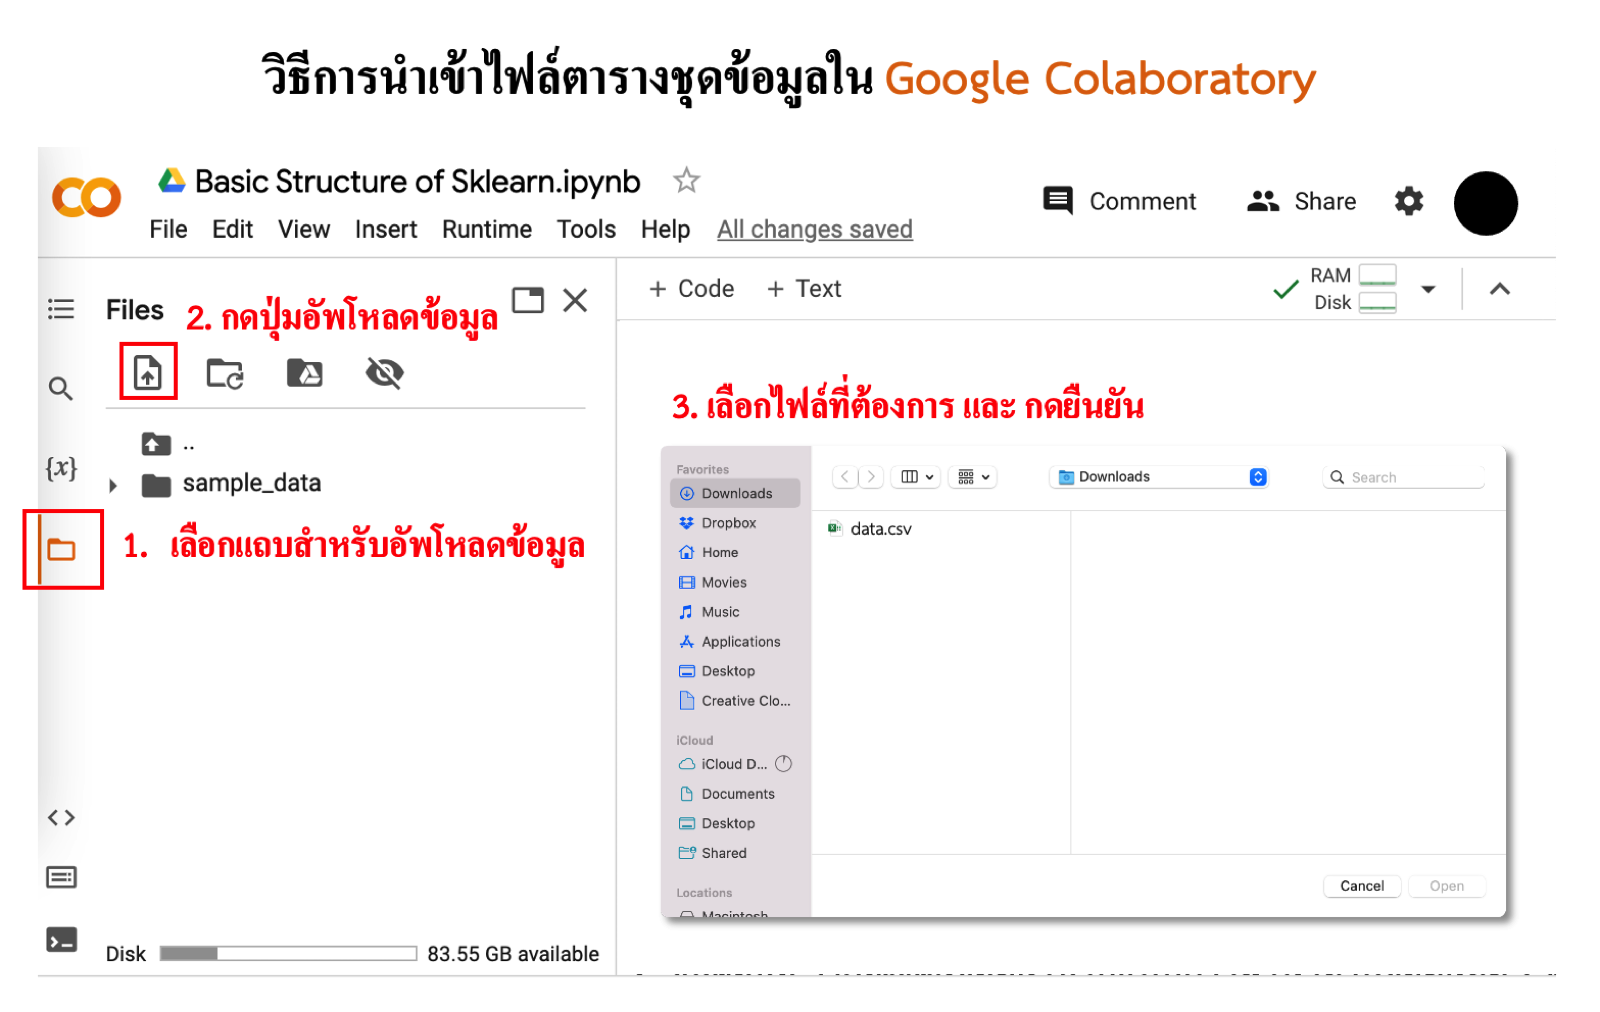 วิธีการนำเข้าไฟล์ตารางชุดข้อมูลใน Google Colaboratory
Basic Structure of Sklearn.ipynb
Comment
Share
File Edit View Insert Runtime Tools Help All changes saved
Files
2. กดปุ่มอัพโหลดข้อมูล
+ Code + Text
RAM
Disk
..
sample_data
{x}
1. เลือกแถบสำหรับอัพโหลดข้อมูล
3. เลือกไฟล์ที่ต้องการ และ กดยืนยัน
Favorites
Downloads
Dropbox
Home
Movies
Music
Applications
Desktop
Creative Clo...
iCloud
iCloud D...
Documents
Desktop
Shared
Locations
Macintosh
Downloads
Search
data.csv
Cancel
Open
Disk
83.55 GB available